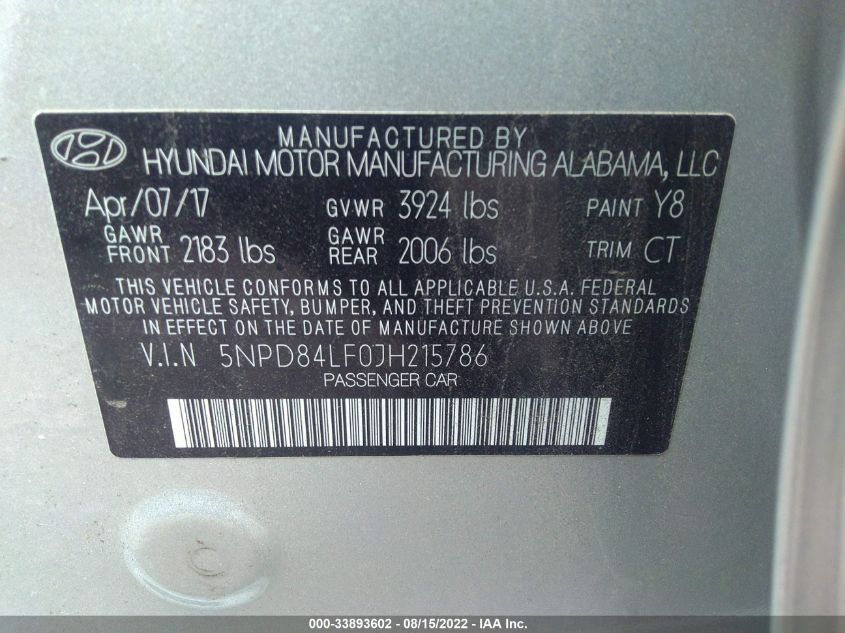 MANUFACTURED BY
HYUNDAI MOTOR MANUFACTURING ALABAMA, LLC
Apr/07/17 GVWR 3924 lbs PAINT Y8
GAWR FRONT 2183 lbs GAWR REAR 2006 lbs TRIM CT
THIS VEHICLE CONFORMS TO ALL APPLICABLE U.S.A. FEDERAL
MOTOR VEHICLE SAFETY, BUMPER, AND THEFT PREVENTION STANDARDS
IN EFFECT ON THE DATE OF MANUFACTURE SHOWN ABOVE
V.I.N 5NPD84LF0JH215786
PASSENGER CAR
000-33893602 - 08/15/2022 - IAA Inc.